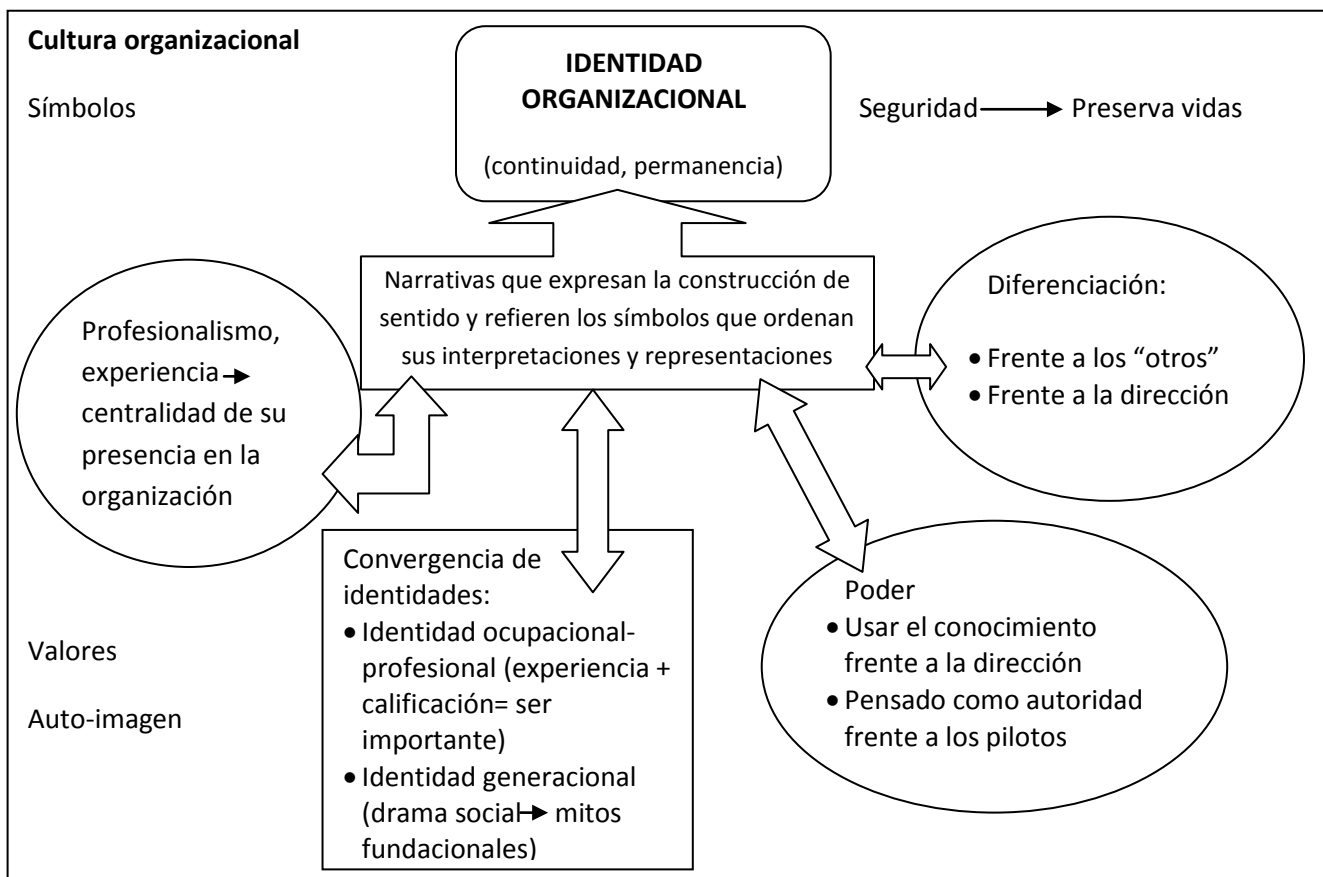 Cultura organizacional
Símbolos
IDENTIDAD
ORGANIZACIONAL
(continuidad, permanencia)
Seguridad → Preserva vidas
Narrativas que expresan la construcción de
sentido y refieren los símbolos que ordenan
sus interpretaciones y representaciones
Profesionalismo,
experiencia →
centralidad de su
presencia en la
organización
Diferenciación:
• Frente a los “otros”
• Frente a la dirección
Convergencia de
identidades:
• Identidad ocupacional-
profesional (experiencia +
calificación= ser
importante)
• Identidad generacional
(drama social → mitos
fundacionales)
Poder
• Usar el conocimiento
frente a la dirección
• Pensado como autoridad
frente a los pilotos
Valores
Auto-imagen